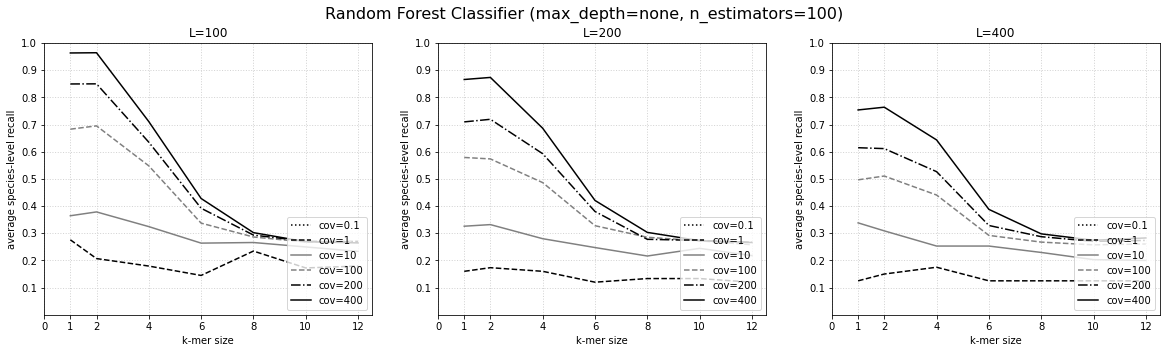 Random Forest Classifier (max_depth=none, n_estimators=100)
L=100
1.0
0.9
0.8
0.7
0.6
0.5
0.4
0.3
0.2
0.1
average species-level recall
0 1 2 4 6 8 10 12
k-mer size
cov=0.1
cov=1
cov=10
cov=100
cov=200
cov=400
L=200
1.0
0.9
0.8
0.7
0.6
0.5
0.4
0.3
0.2
0.1
average species-level recall
0 1 2 4 6 8 10 12
k-mer size
cov=0.1
cov=1
cov=10
cov=100
cov=200
cov=400
L=400
1.0
0.9
0.8
0.7
0.6
0.5
0.4
0.3
0.2
0.1
average species-level recall
0 1 2 4 6 8 10 12
k-mer size
cov=0.1
cov=1
cov=10
cov=100
cov=200
cov=400